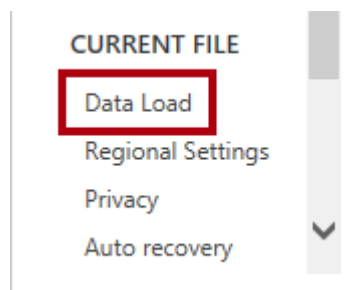 CURRENT FILE
Data Load
Regional Settings
Privacy
Auto recovery